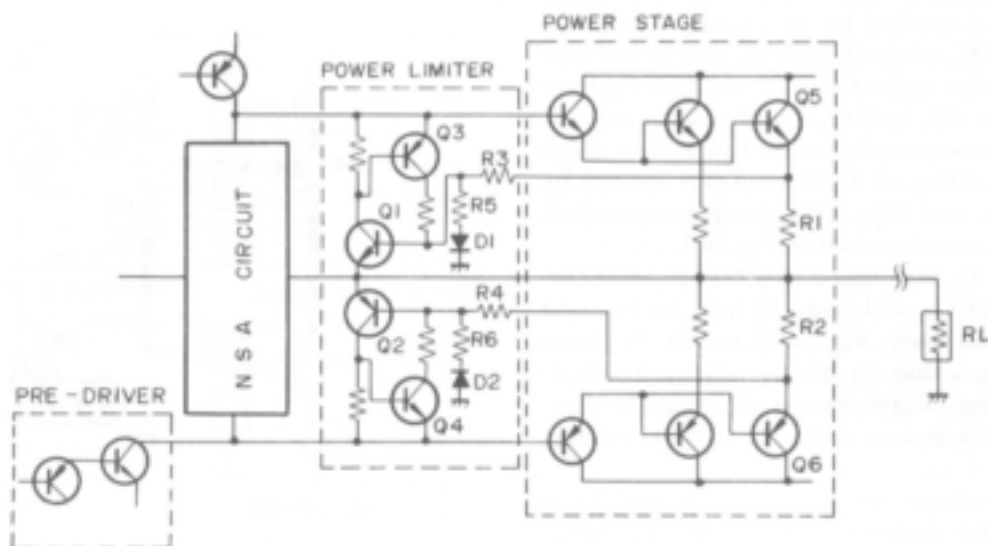 POWER STAGE
POWER LIMITER
Q5
Q3
R3
Q1
R5
D1
R1
NSA CIRCUIT
R4
Q2
R6
D2
R2
RL
PRE-DRIVER
Q4
Q6